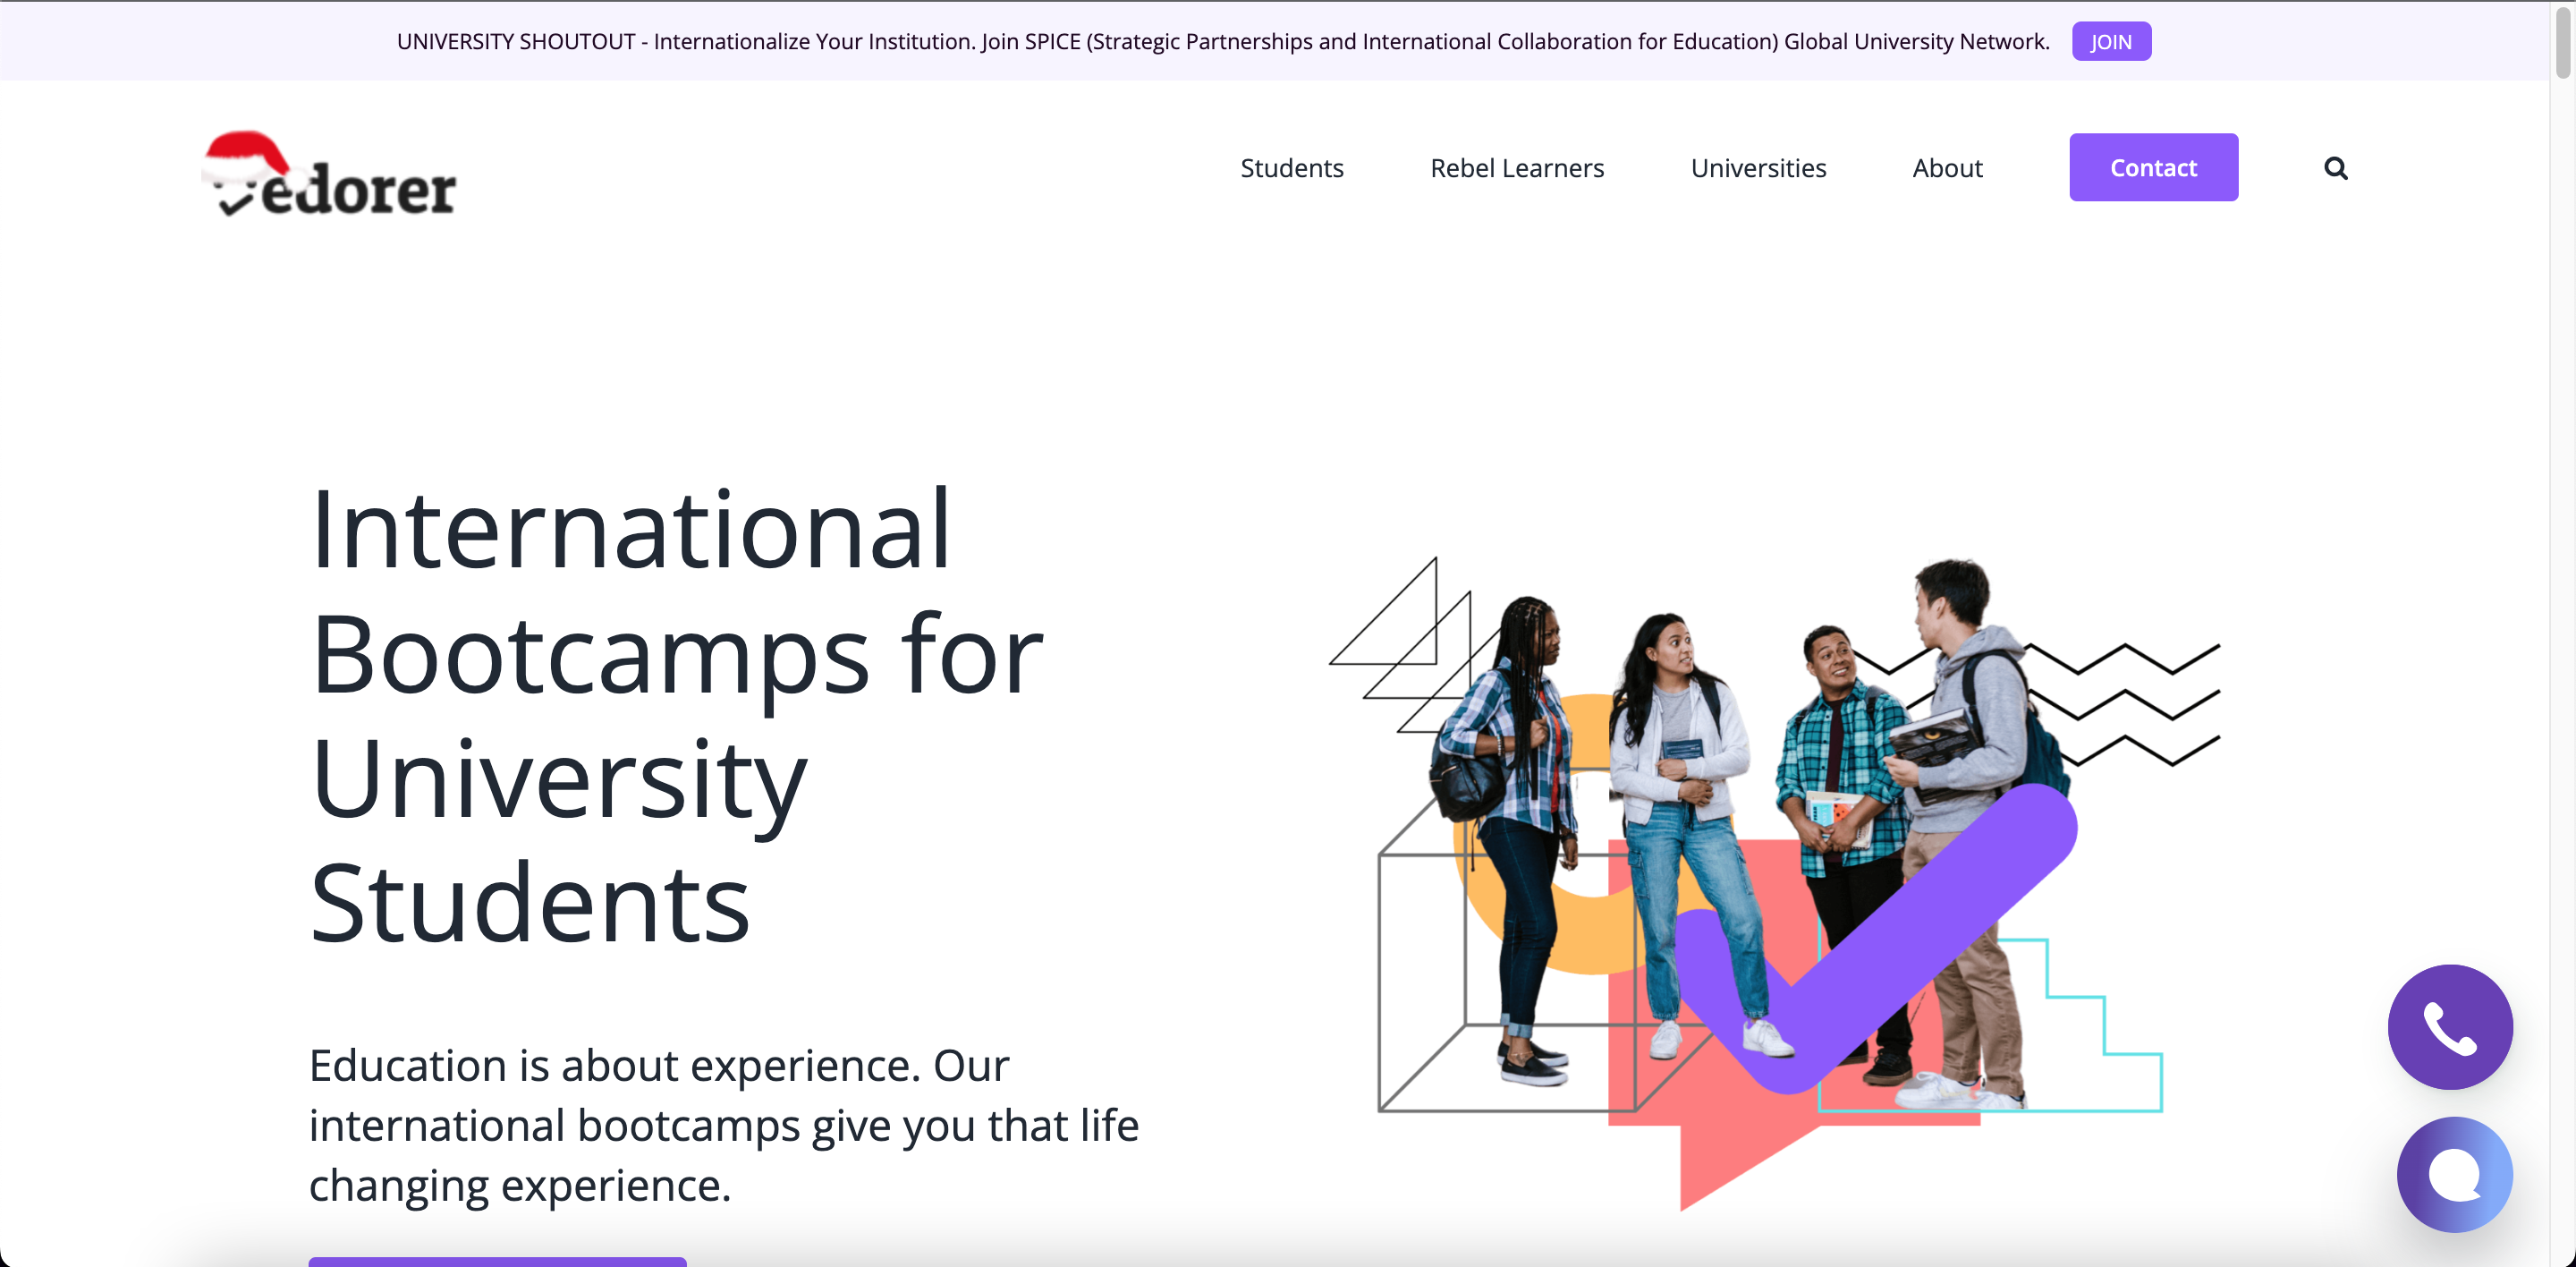 UNIVERSITY SHOUTOUT - Internationalize Your Institution. Join SPICE (Strategic Partnerships and International Collaboration for Education) Global University Network. JOIN
edorer
Students Rebel Learners Universities About Contact
International
Bootcamps for
University
Students
Education is about experience. Our
international bootcamps give you that life
changing experience.